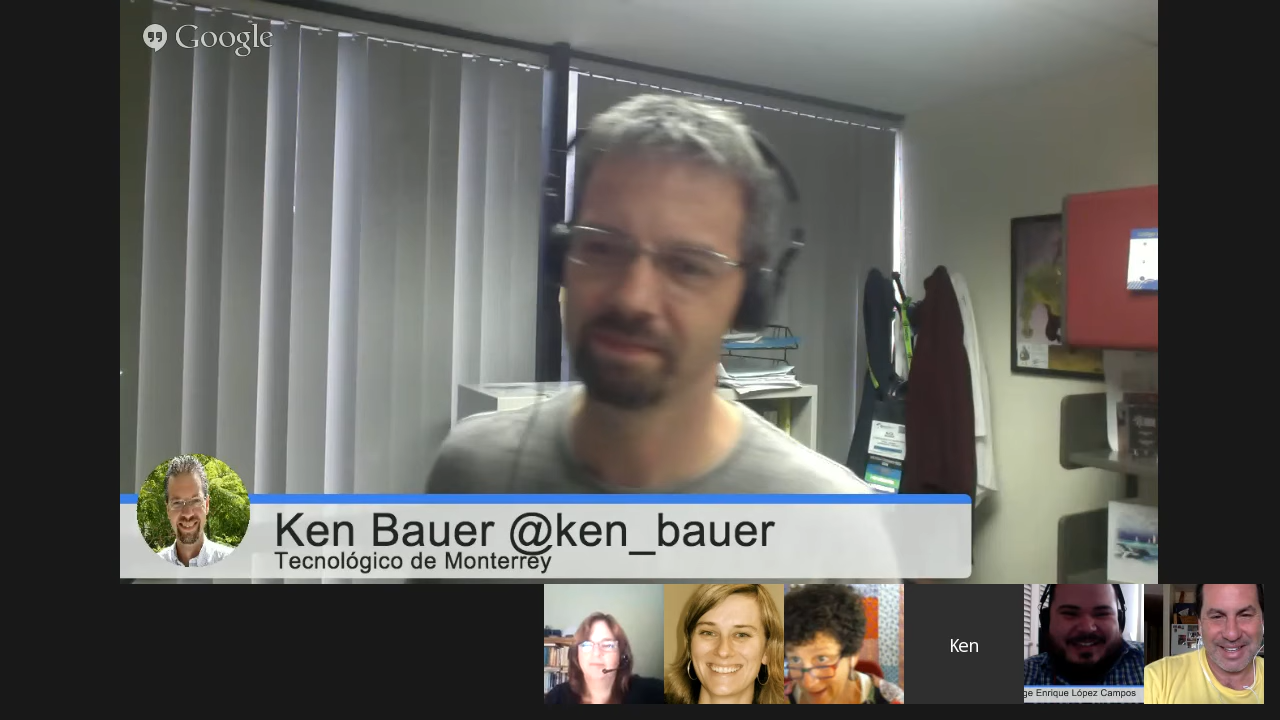 Google
Ken Bauer @ken_bauer
Tecnológico de Monterrey
Ken
ge Enrique López Campos